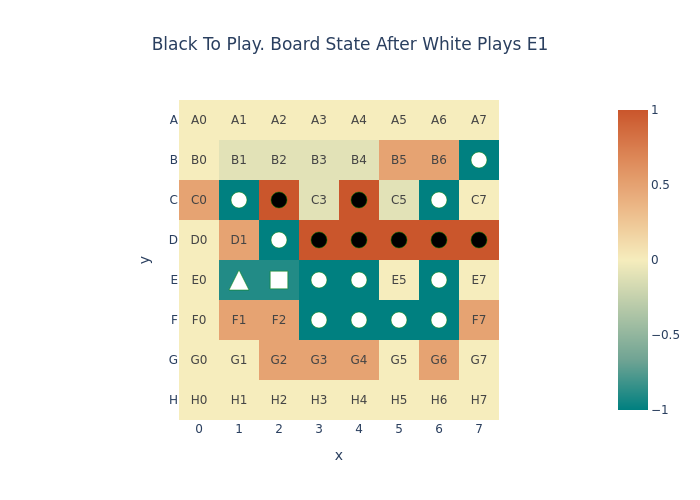 Black To Play. Board State After White Plays E1
A A0 A1 A2 A3 A4 A5 A6 A7
B B0 B1 B2 B3 B4 B5 B6
C C0 C3 C5 C7
D D0 D1
E E0 E5 E7
F F0 F1 F2 F7
G G0 G1 G2 G3 G4 G5 G6 G7
H H0 H1 H2 H3 H4 H5 H6 H7
0 1 2 3 4 5 6 7
x
y
1
0.5
0
−0.5
−1